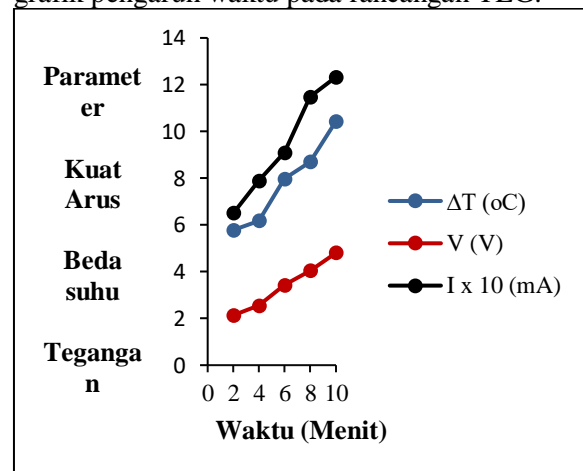 grafik pengaruh waktu pada rancangan TEG.
Paramet
er
Kuat
Arus
Beda
suhu
Tegangan
n
14
12
10
8
6
4
2
0
0 2 4 6 8 10
Waktu (Menit)
ΔT (oC)
V (V)
I x 10 (mA)